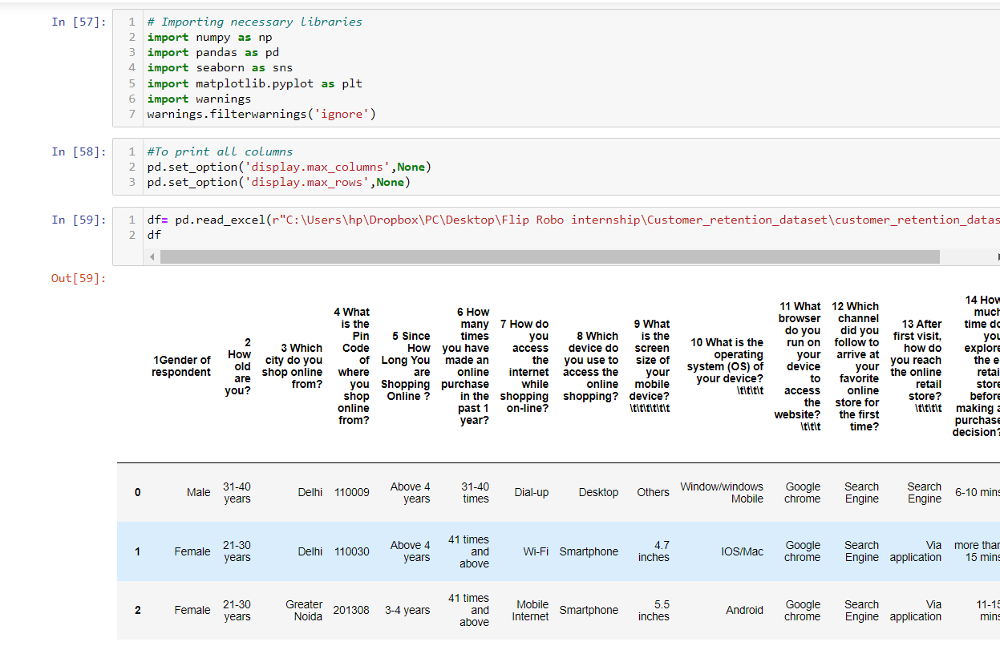 In [57]:
1 # Importing necessary libraries
2 import numpy as np
3 import pandas as pd
4 import seaborn as sns
5 import matplotlib.pyplot as plt
6 import warnings
7 warnings.filterwarnings('ignore')
In [58]:
1 #To print all columns
2 pd.set_option('display.max_columns',None)
3 pd.set_option('display.max_rows',None)
In [59]:
1 df= pd.read_excel(r"C:\Users\hp\Dropbox\PC\Desktop\Flip Robo internship\Customer_retention_dataset\customer_retention_datas
2 df
Out[59]:
1Gender of
respondent
2
How
old
are
you?
3 Which
city do you
shop online
from?
4 What
is the
Pin
Code
of
where
you
shop
online
from?
5 Since
How
Long You
are
Shopping
Online ?
6 How
many
times
you have
made an
online
purchase
in the
past 1
year?
7 How do
you
access
the
internet
while
shopping
on-line?
8 Which
device do
you use to
access the
online
shopping?
9 What
is the
screen
size of
your
mobile
device?
\t\t\t\t\t\t
10 What is the
operating
system (OS) of
your device?
\t\t\t\t
11 What
browser
do you
run on
your
device
to
access
the
website?
\t\t\t
12 Which
channel
did you
follow to
arrive at
your
favorite
online
store for
the first
time?
13 After
first visit,
how do
you reach
the online
retail
store?
\t\t\t\t
14 How
much
time do
you
explore
the e
retail
store
before
making a
purchase
decision?
0 Male 31-40 years Delhi 110009 Above 4 years 31-40 times Dial-up Desktop Others Window/windows Mobile Google chrome Search Engine Search Engine 6-10 mins
1 Female 21-30 years Delhi 110030 Above 4 years 41 times and above Wi-Fi Smartphone 4.7 inches IOS/Mac Google chrome Search Engine Via application more than 15 mins
2 Female 21-30 years Greater Noida 201308 3-4 years 41 times and above Mobile Internet Smartphone 5.5 inches Android Google chrome Search Engine Via application 11-15 mins